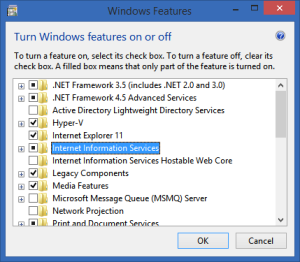 Windows Features
Turn Windows features on or off
To turn a feature on, select its check box. To turn a feature off, clear its
check box. A filled box means that only part of the feature is turned on.
.NET Framework 3.5 (includes .NET 2.0 and 3.0)
.NET Framework 4.5 Advanced Services
Active Directory Lightweight Directory Services
Hyper-V
Internet Explorer 11
Internet Information Services
Internet Information Services Hostable Web Core
Legacy Components
Media Features
Microsoft Message Queue (MSMQ) Server
Network Projection
Print and Document Services
OK Cancel